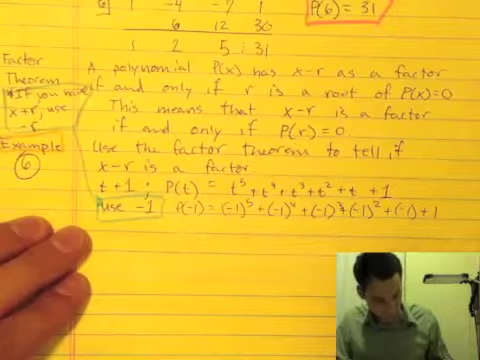 6 1 -4 -7 1
P(6) = 31
6 12 30
1 2 5 : 31
Factor
Theorem
A polynomial P(x) has x-r as a factor
if and only if r is a root of P(x)=0
*If you have
x+r, use
-r
This means that x-r is a factor
if and only if P(r)=0
Example
6
Use the factor theorem to tell if
x-r is a factor
t+1 ; P(t) = t⁵+t⁴+t³+t²+t+1
use -1 P(-1) = (-1)⁵+(-1)⁴+(-1)³+(-1)²+(-1)+1